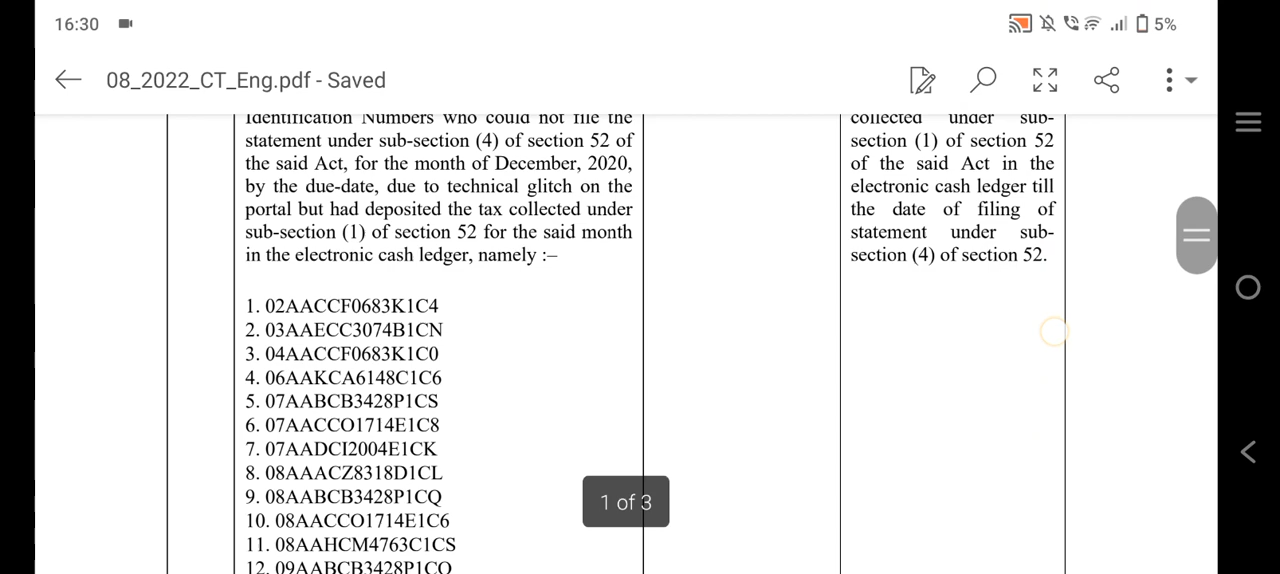 16:30
5%
08_2022_CT_Eng.pdf - Saved
Identification Numbers who could not file the
statement under sub-section (4) of section 52 of
the said Act, for the month of December, 2020,
by the due-date, due to technical glitch on the
portal but had deposited the tax collected under
sub-section (1) of section 52 for the said month
in the electronic cash ledger, namely :–
1. 02AACCF0683K1C4
2. 03AAECC3074B1CN
3. 04AACCF0683K1C0
4. 06AAKCA6148C1C6
5. 07AABCB3428P1CS
6. 07AACCO1714E1C8
7. 07AADCI2004E1CK
8. 08AAACZ8318D1CL
9. 08AABCB3428P1CQ
10. 08AACCO1714E1C6
11. 08AAHCM4763C1CS
12. 09AABCB3428P1CO
collected under sub-
section (1) of section 52
of the said Act in the
electronic cash ledger till
the date of filing of
statement under sub-
section (4) of section 52.
1 of 3